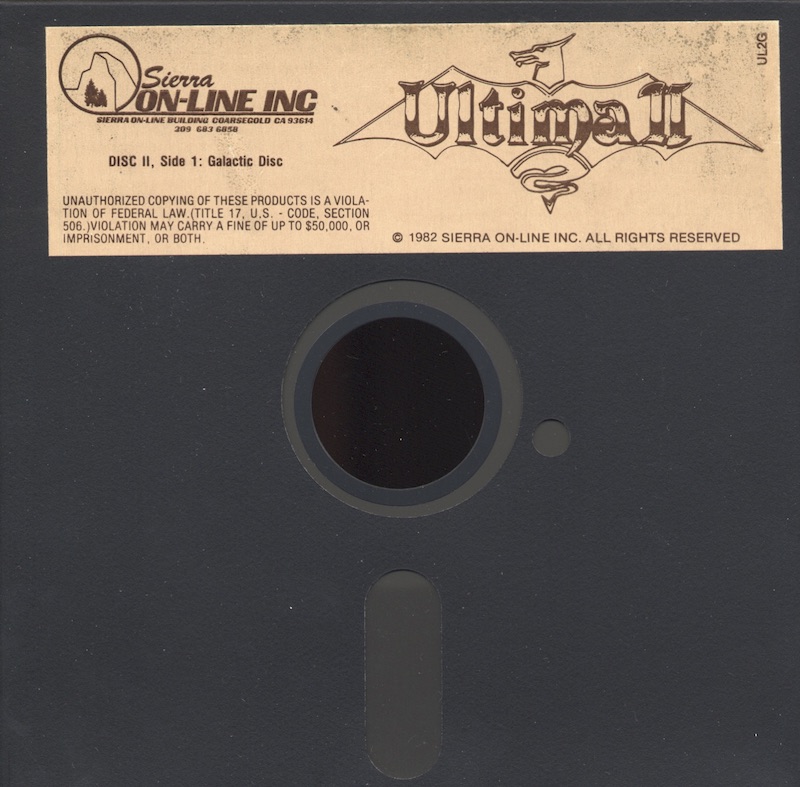 Sierra
ON-LINE INC
SIERRA ON-LINE BUILDING COARSEGOLD CA 93614
209 683 6858
DISC II, Side 1: Galactic Disc
UNAUTHORIZED COPYING OF THESE PRODUCTS IS A VIOLA-
TION OF FEDERAL LAW.(TITLE 17, U.S. - CODE, SECTION
506.)VIOLATION MAY CARRY A FINE OF UP TO $50,000, OR
IMPRISONMENT, OR BOTH.
Ultima II
UL2G
© 1982 SIERRA ON-LINE INC. ALL RIGHTS RESERVED